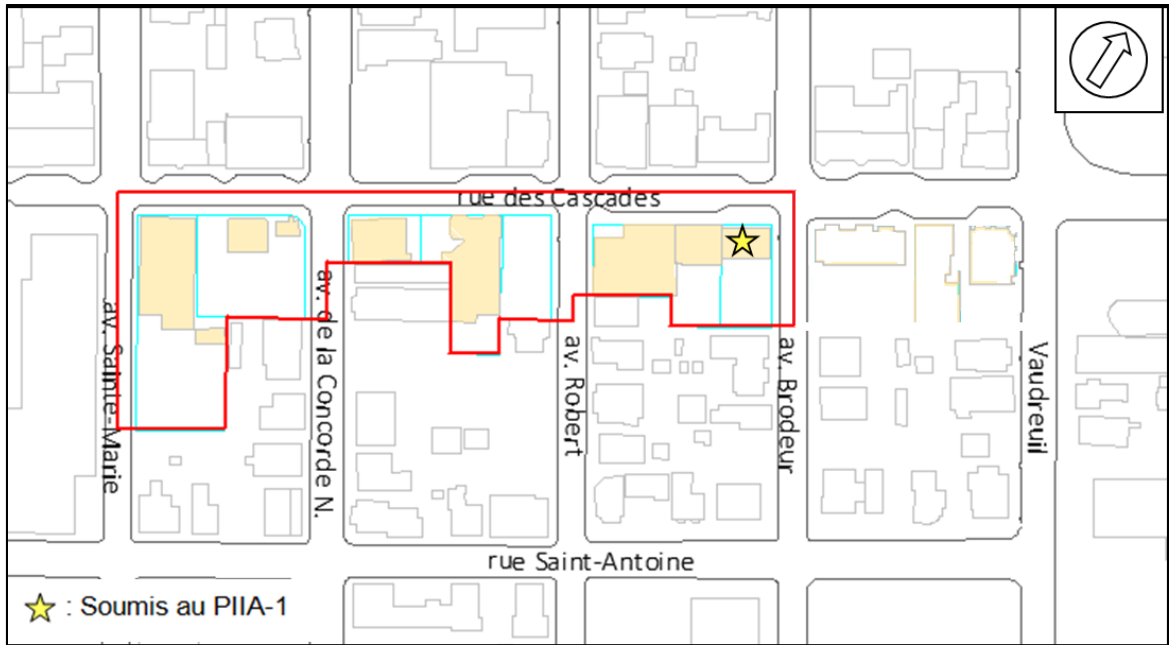 rue des Cascades
av. Sainte-Marie
av. de la Concorde N.
av. Robert
av. Brodeur
Vaudreuil
rue Saint-Antoine
: Soumis au PIIA-1